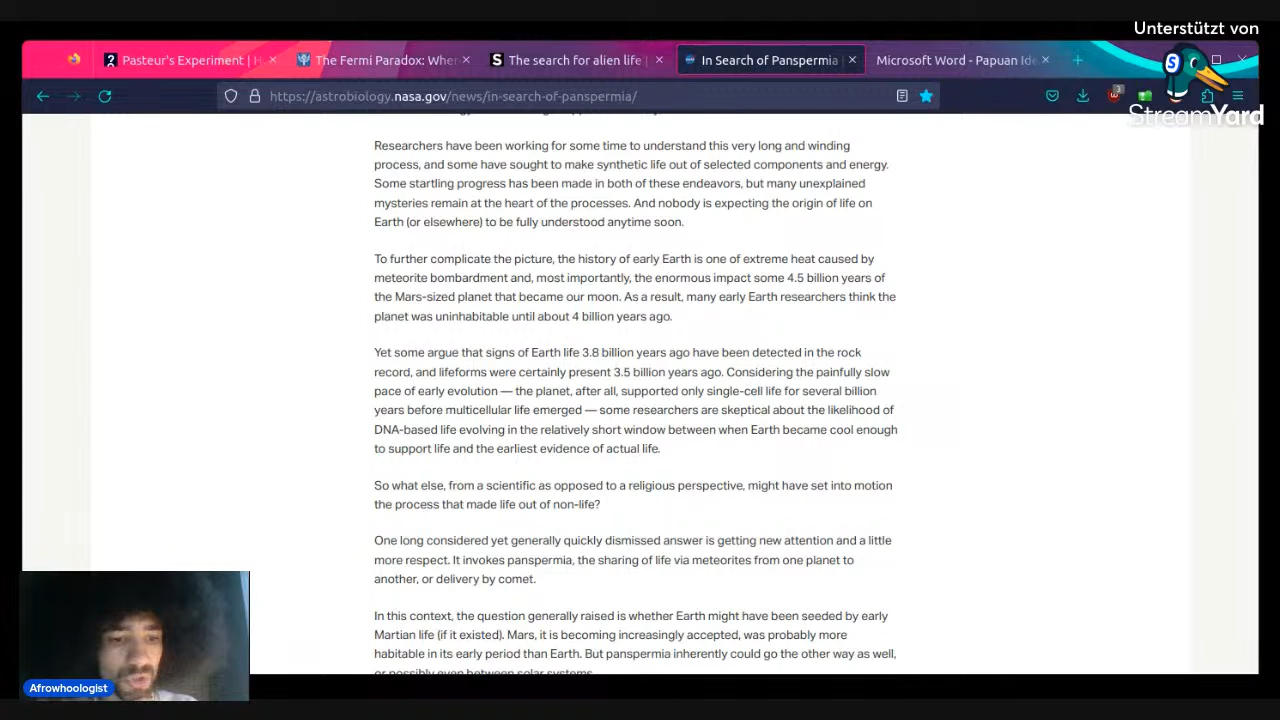 Unterstützt von
StreamYard
Pasteur's Experiment | H
The Fermi Paradox: Wher
The search for alien life |
In Search of Panspermia
Microsoft Word - Papuan Ide
https://astrobiology.nasa.gov/news/in-search-of-panspermia/
3
Researchers have been working for some time to understand this very long and winding
process, and some have sought to make synthetic life out of selected components and energy.
Some startling progress has been made in both of these endeavors, but many unexplained
mysteries remain at the heart of the processes. And nobody is expecting the origin of life on
Earth (or elsewhere) to be fully understood anytime soon.
To further complicate the picture, the history of early Earth is one of extreme heat caused by
meteorite bombardment and, most importantly, the enormous impact some 4.5 billion years of
the Mars-sized planet that became our moon. As a result, many early Earth researchers think the
planet was uninhabitable until about 4 billion years ago.
Yet some argue that signs of Earth life 3.8 billion years ago have been detected in the rock
record, and lifeforms were certainly present 3.5 billion years ago. Considering the painfully slow
pace of early evolution — the planet, after all, supported only single-cell life for several billion
years before multicellular life emerged — some researchers are skeptical about the likelihood of
DNA-based life evolving in the relatively short window between when Earth became cool enough
to support life and the earliest evidence of actual life.
So what else, from a scientific as opposed to a religious perspective, might have set into motion
the process that made life out of non-life?
One long considered yet generally quickly dismissed answer is getting new attention and a little
more respect. It invokes panspermia, the sharing of life via meteorites from one planet to
another, or delivery by comet.
In this context, the question generally raised is whether Earth might have been seeded by early
Martian life (if it existed). Mars, it is becoming increasingly accepted, was probably more
habitable in its early period than Earth. But panspermia inherently could go the other way as well,
or possibly even between solar systems.
Afrowhoologist